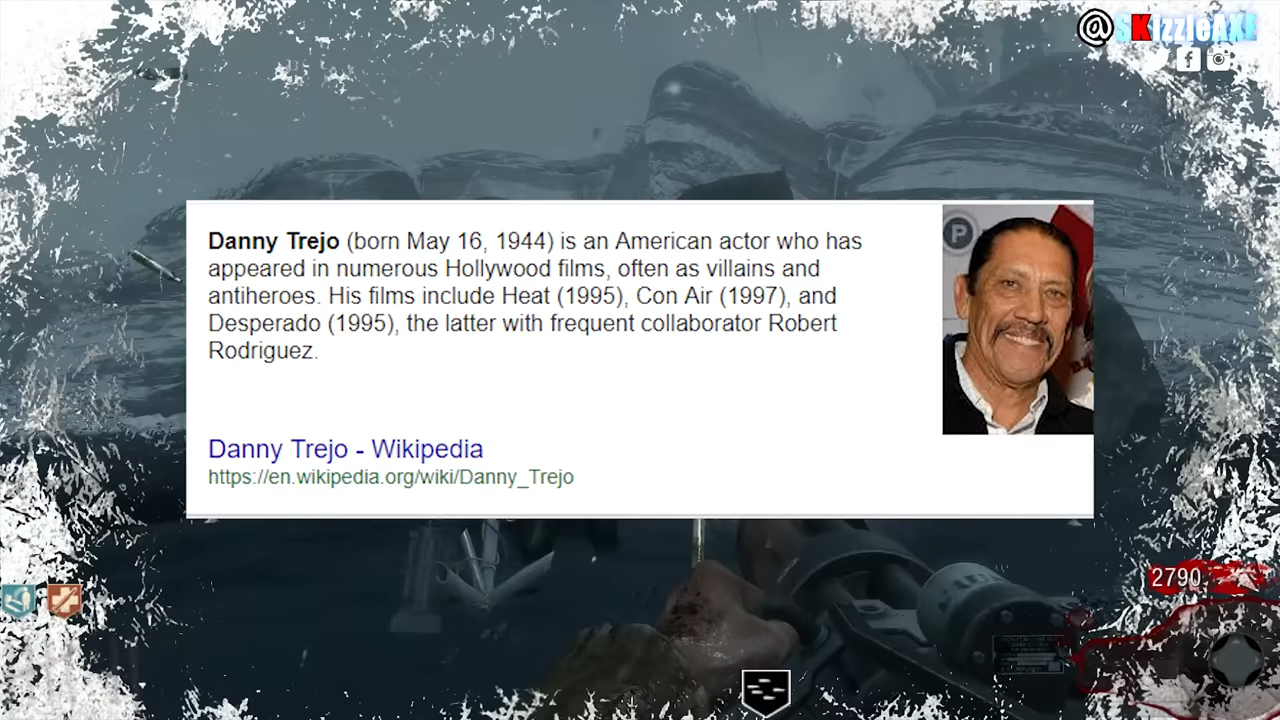 @sKIzzleAXE
Danny Trejo (born May 16, 1944) is an American actor who has
appeared in numerous Hollywood films, often as villains and
antiheroes. His films include Heat (1995), Con Air (1997), and
Desperado (1995), the latter with frequent collaborator Robert
Rodriguez.
P
Danny Trejo - Wikipedia
https://en.wikipedia.org/wiki/Danny_Trejo
2790